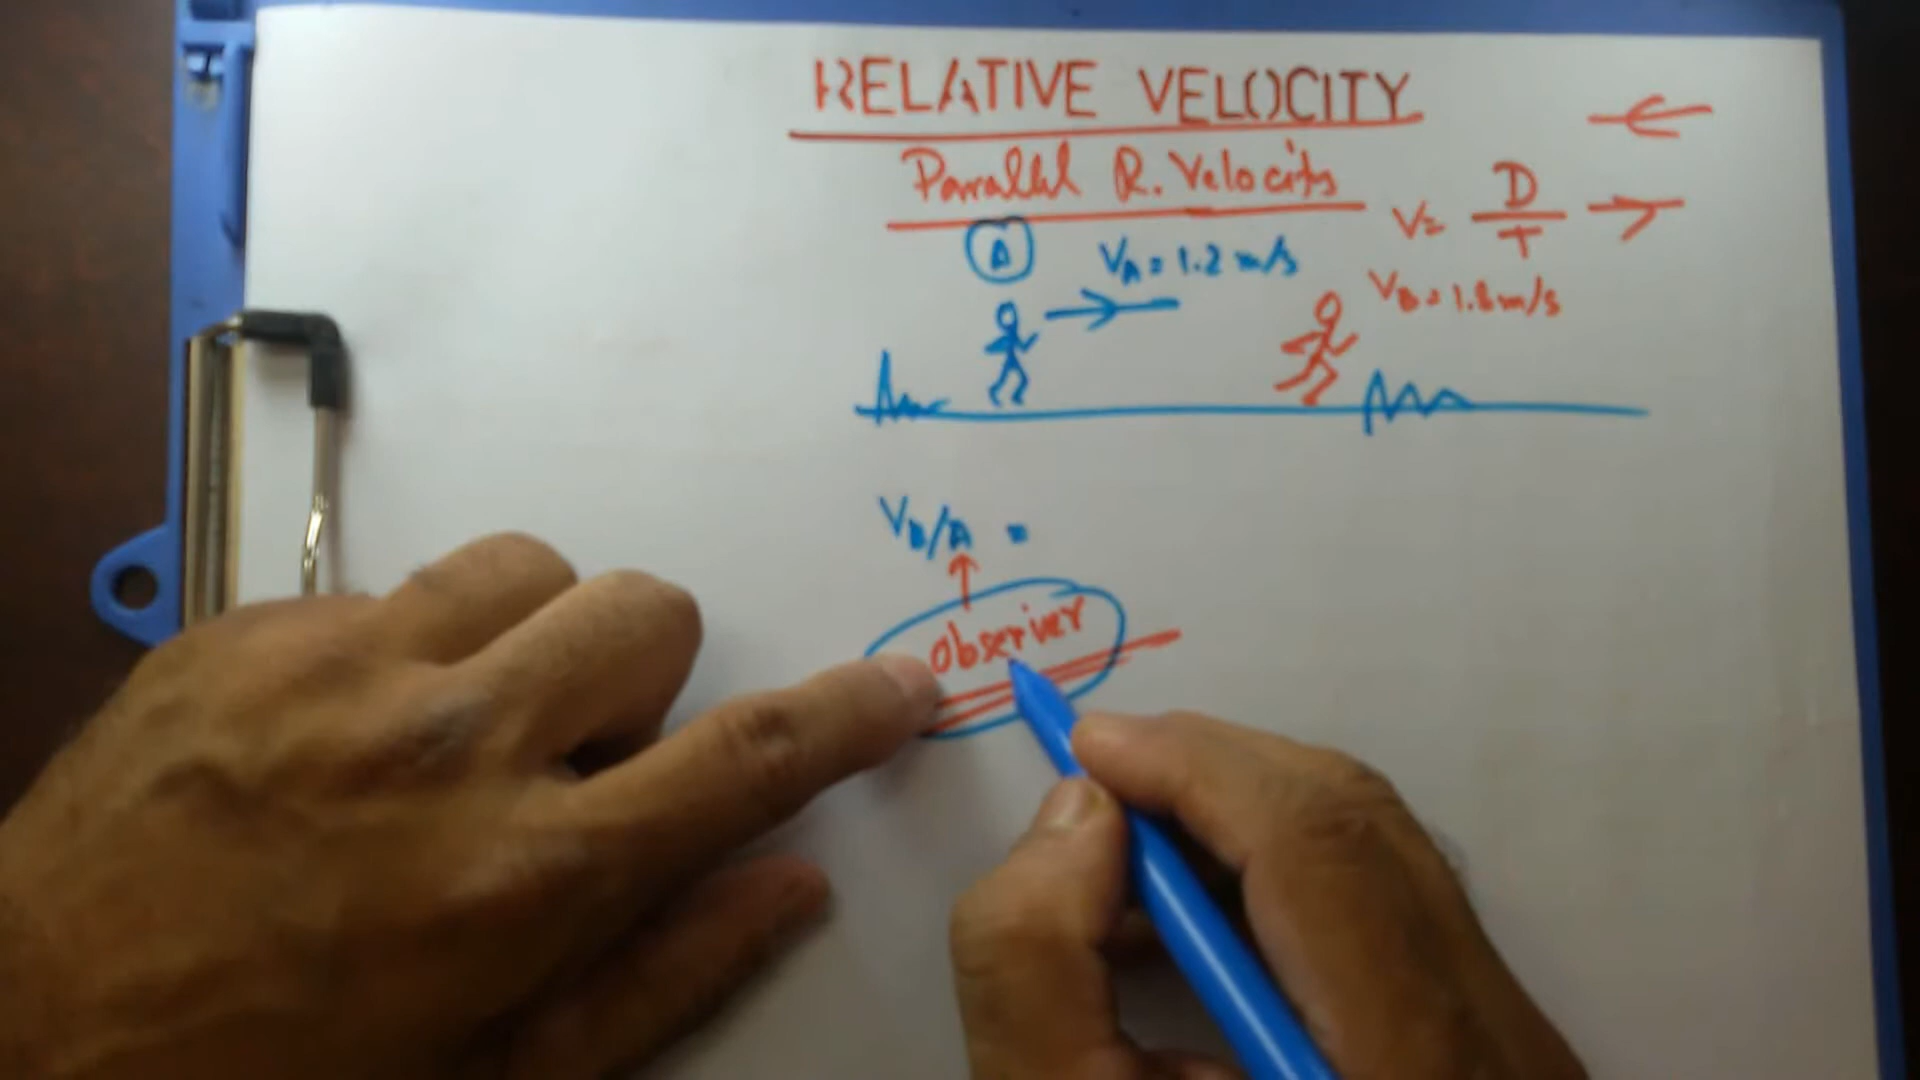 RELATIVE VELOCITY
Parallel R. Velocity
V= D/T
A
VA = 1.2 m/s
VB = 1.8 m/s
VB/A =
observer